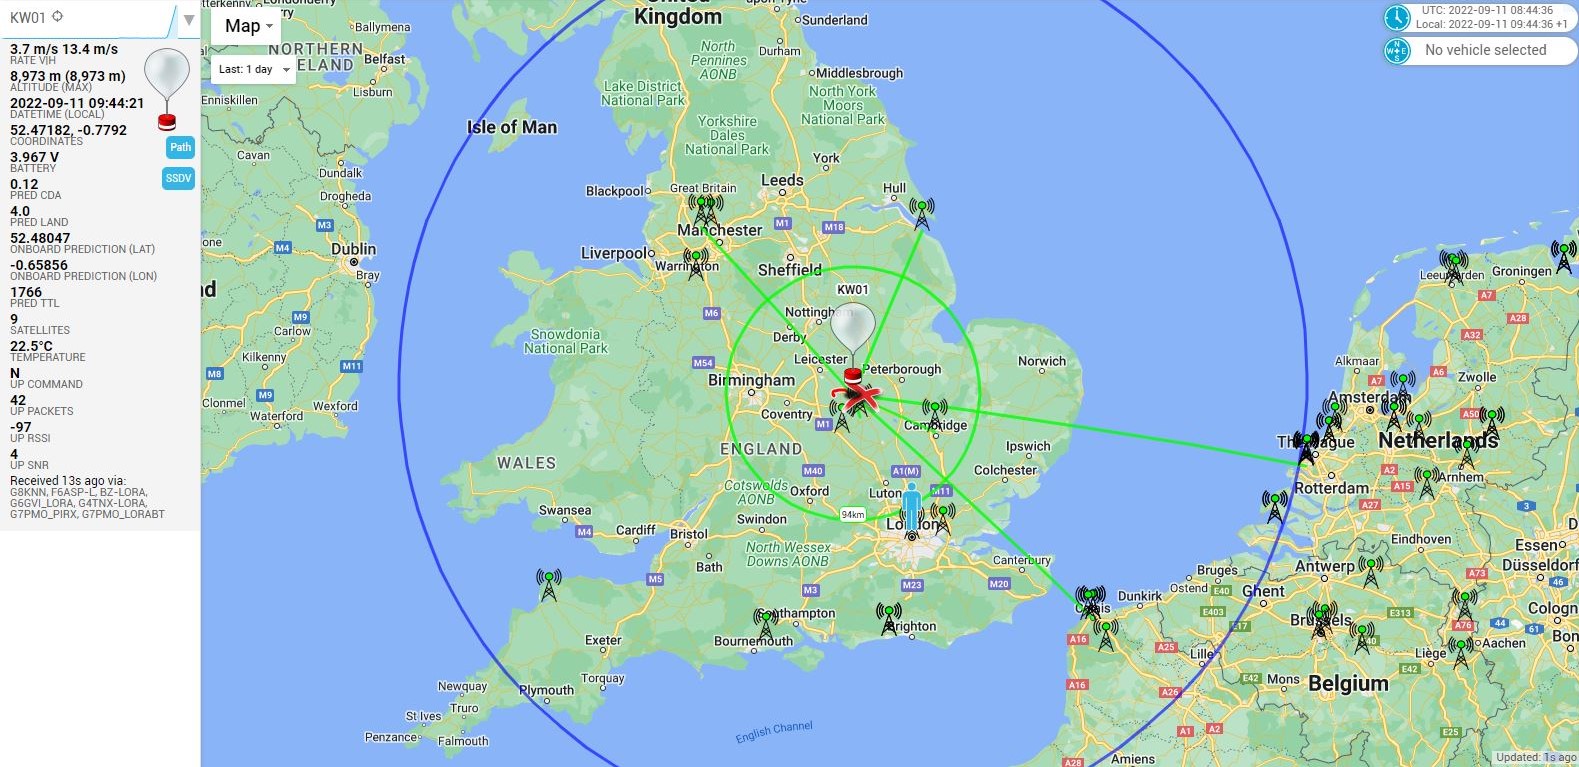 KW01
3.7 m/s 13.4 m/s
RATE V|H
8,973 m (8,973 m)
ALTITUDE (MAX)
2022-09-11 09:44:21
DATETIME (LOCAL)
52.47182, -0.7792
COORDINATES
3.967 V
BATTERY
0.12
PRED CDA
4.0
PRED LAND
52.48047
ONBOARD PREDICTION (LAT)
-0.65856
ONBOARD PREDICTION (LON)
1766
PRED TTL
9
SATELLITES
22.5°C
TEMPERATURE
N
UP COMMAND
42
UP PACKETS
-97
UP RSSI
4
UP SNR
Received 13s ago via:
G8KNN, F6ASP-L, BZ-LORA,
G6GVI_LORA, G4TNX-LORA,
G7PMO_PIRX, G7PMO_LORABT
Path
SSDV
Map
Last: 1 day
UTC: 2022-09-11 08:44:36
Local: 2022-09-11 09:44:36 +1
No vehicle selected
N
W E
S
Kingdom
Sunderland
Ballymena
NORTHERN
Belfast
Lisburn
Enniskillen
North
Pennines
AONB
Durham
Middlesbrough
Lake District
National Park
North York
Moors
National Park
Isle of Man
Yorkshire
Dales
National Park
Cavan
Dundalk
Drogheda
York
Blackpool
Great Britain
Leeds
Hull
M3
M1
M18
Manchester
M4
Dublin
Bray
Liverpool
Warrington
Sheffield
Leeuwarden
Groningen
KW01
A7
M9
Carlow
M6
Nottingham
Derby
A28
A32
Snowdonia
National Park
Kilkenny
M8
M11
M54
Leicester
Peterborough
Norwich
Alkmaar
A6
Zwolle
A7
Birmingham
Amsterdam
M9
Clonmel
Waterford
Wexford
Coventry
M1
Cambridge
A50
The Hague
Netherlands
ENGLAND
Ipswich
WALES
M40
A1(M)
Colchester
A2
Arnhem
Cotswolds
AONB
Oxford
Luton
M11
Rotterdam
A15
A27
3
Swansea
94km
London
Swindon
M4
Cardiff
Bristol
Eindhoven
Essen
North Wessex
Downs AONB
Bath
Canterbury
Bruges
Antwerp
Düsseldorf
A73
46
M5
M3
M23
M20
Ostend
E40
Ghent
Dunkirk
Calais
Cologne
E403
E313
44
Southampton
Brighton
E17
Brussels
A76
61
Bon
Exeter
Bournemouth
A16
A25
Lille
Liège
Aachen
Torquay
E42
Mons
E42
Newquay
Plymouth
A16
A26
Belgium
Truro
St Ives
Penzance
Falmouth
English Channel
A1
A2
E25
Amiens
A28
Updated: 1s ago